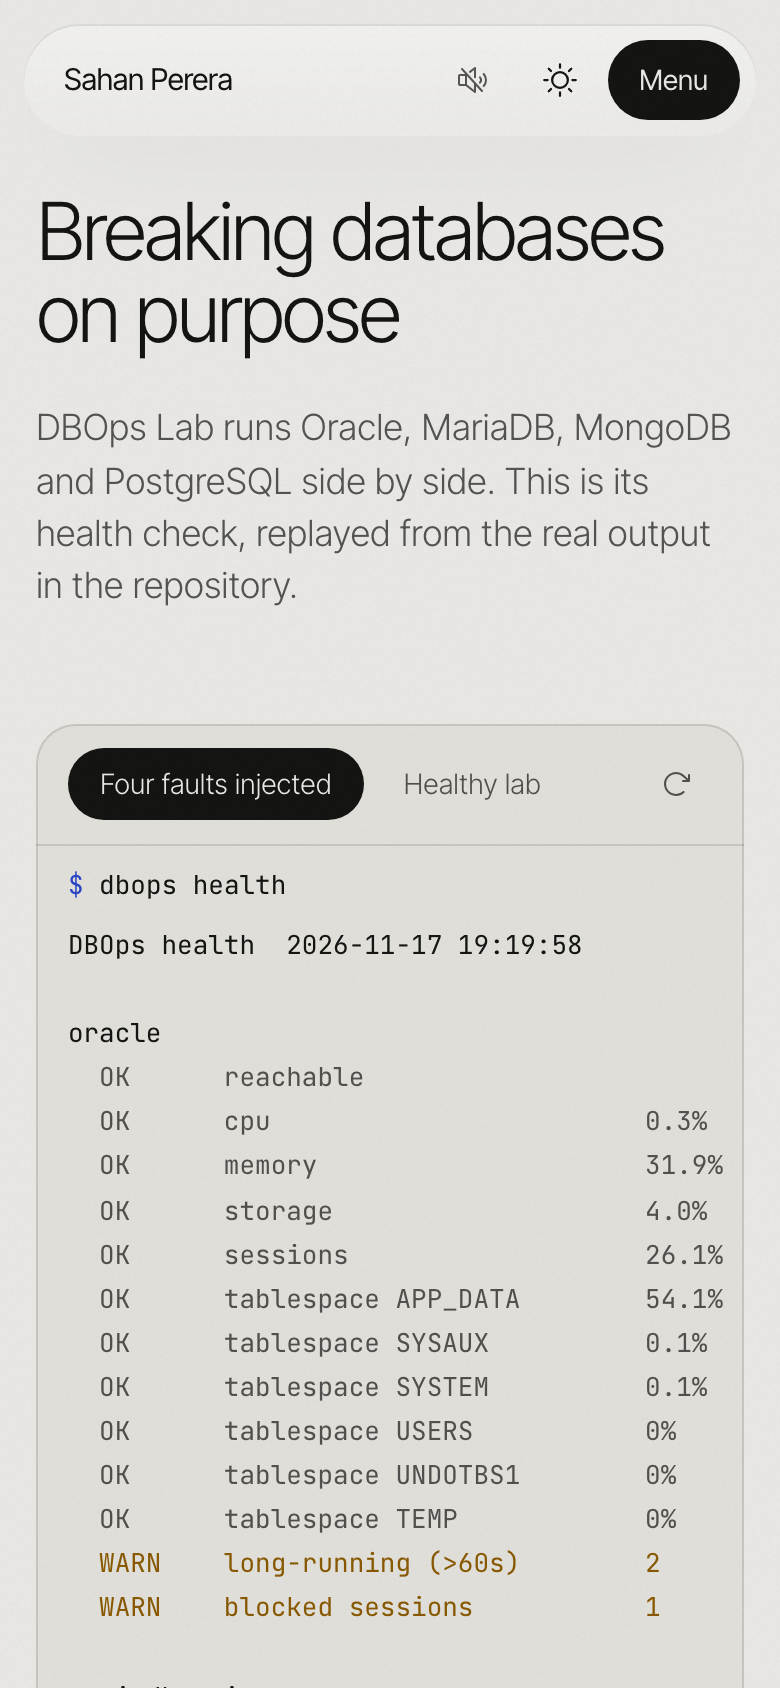 Sahan Perera
Menu
Breaking databases
on purpose
DBOps Lab runs Oracle, MariaDB, MongoDB
and PostgreSQL side by side. This is its
health check, replayed from the real output
in the repository.
Four faults injected Healthy lab
$ dbops health
DBOps health  2026-11-17 19:19:58
oracle
OK reachable
OK cpu 0.3%
OK memory 31.9%
OK storage 4.0%
OK sessions 26.1%
OK tablespace APP_DATA 54.1%
OK tablespace SYSAUX 0.1%
OK tablespace SYSTEM 0.1%
OK tablespace USERS 0%
OK tablespace UNDOTBS1 0%
OK tablespace TEMP 0%
WARN long-running (>60s) 2
WARN blocked sessions 1